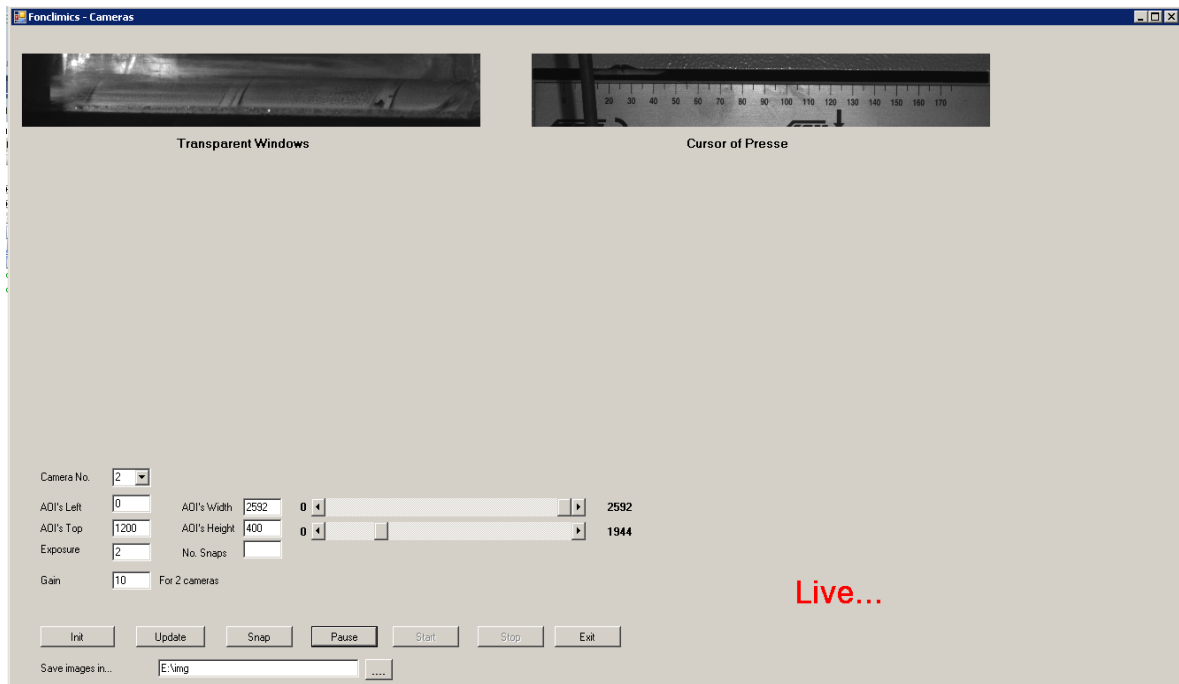 Fonclimics - Cameras
20 30 40 50 60 70 80 90 100 110 120 130 140 150 160 170
Transparent Windows
Cursor of Presse
Camera No. 2
AOI's Left 0 AOI's Width 2592 0 2592
AOI's Top 1200 AOI's Height 400 0 1944
Exposure 2 No. Snaps
Gain 10 For 2 cameras
Live...
Init Update Snap Pause Start Stop Exit
Save images in... E:\img ....